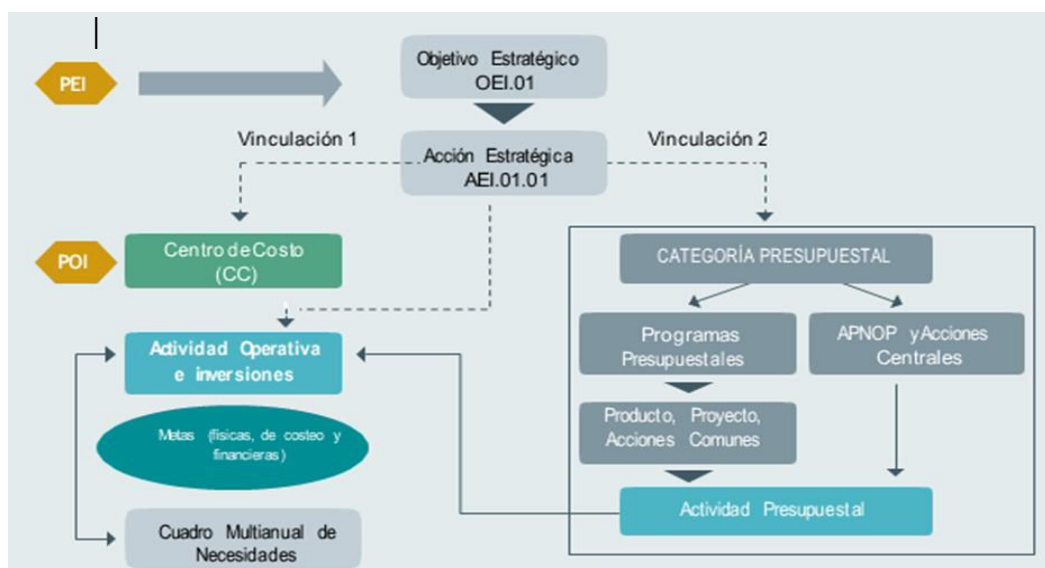 PEI
Objetivo Estratégico
OEI.01
Vinculación 1
Vinculación 2
Acción Estratégica
AEI.01.01
POI
Centro de Costo
(CC)
CATEGORÍA PRESUPUESTAL
Actividad Operativa
e inversiones
Programas
Presupuestales
APNOP y Acciones
Centrales
Metas (físicas, de costeo y
financieras)
Producto, Proyecto,
Acciones Comunes
Actividad Presupuestal
Cuadro Multianual de
Necesidades